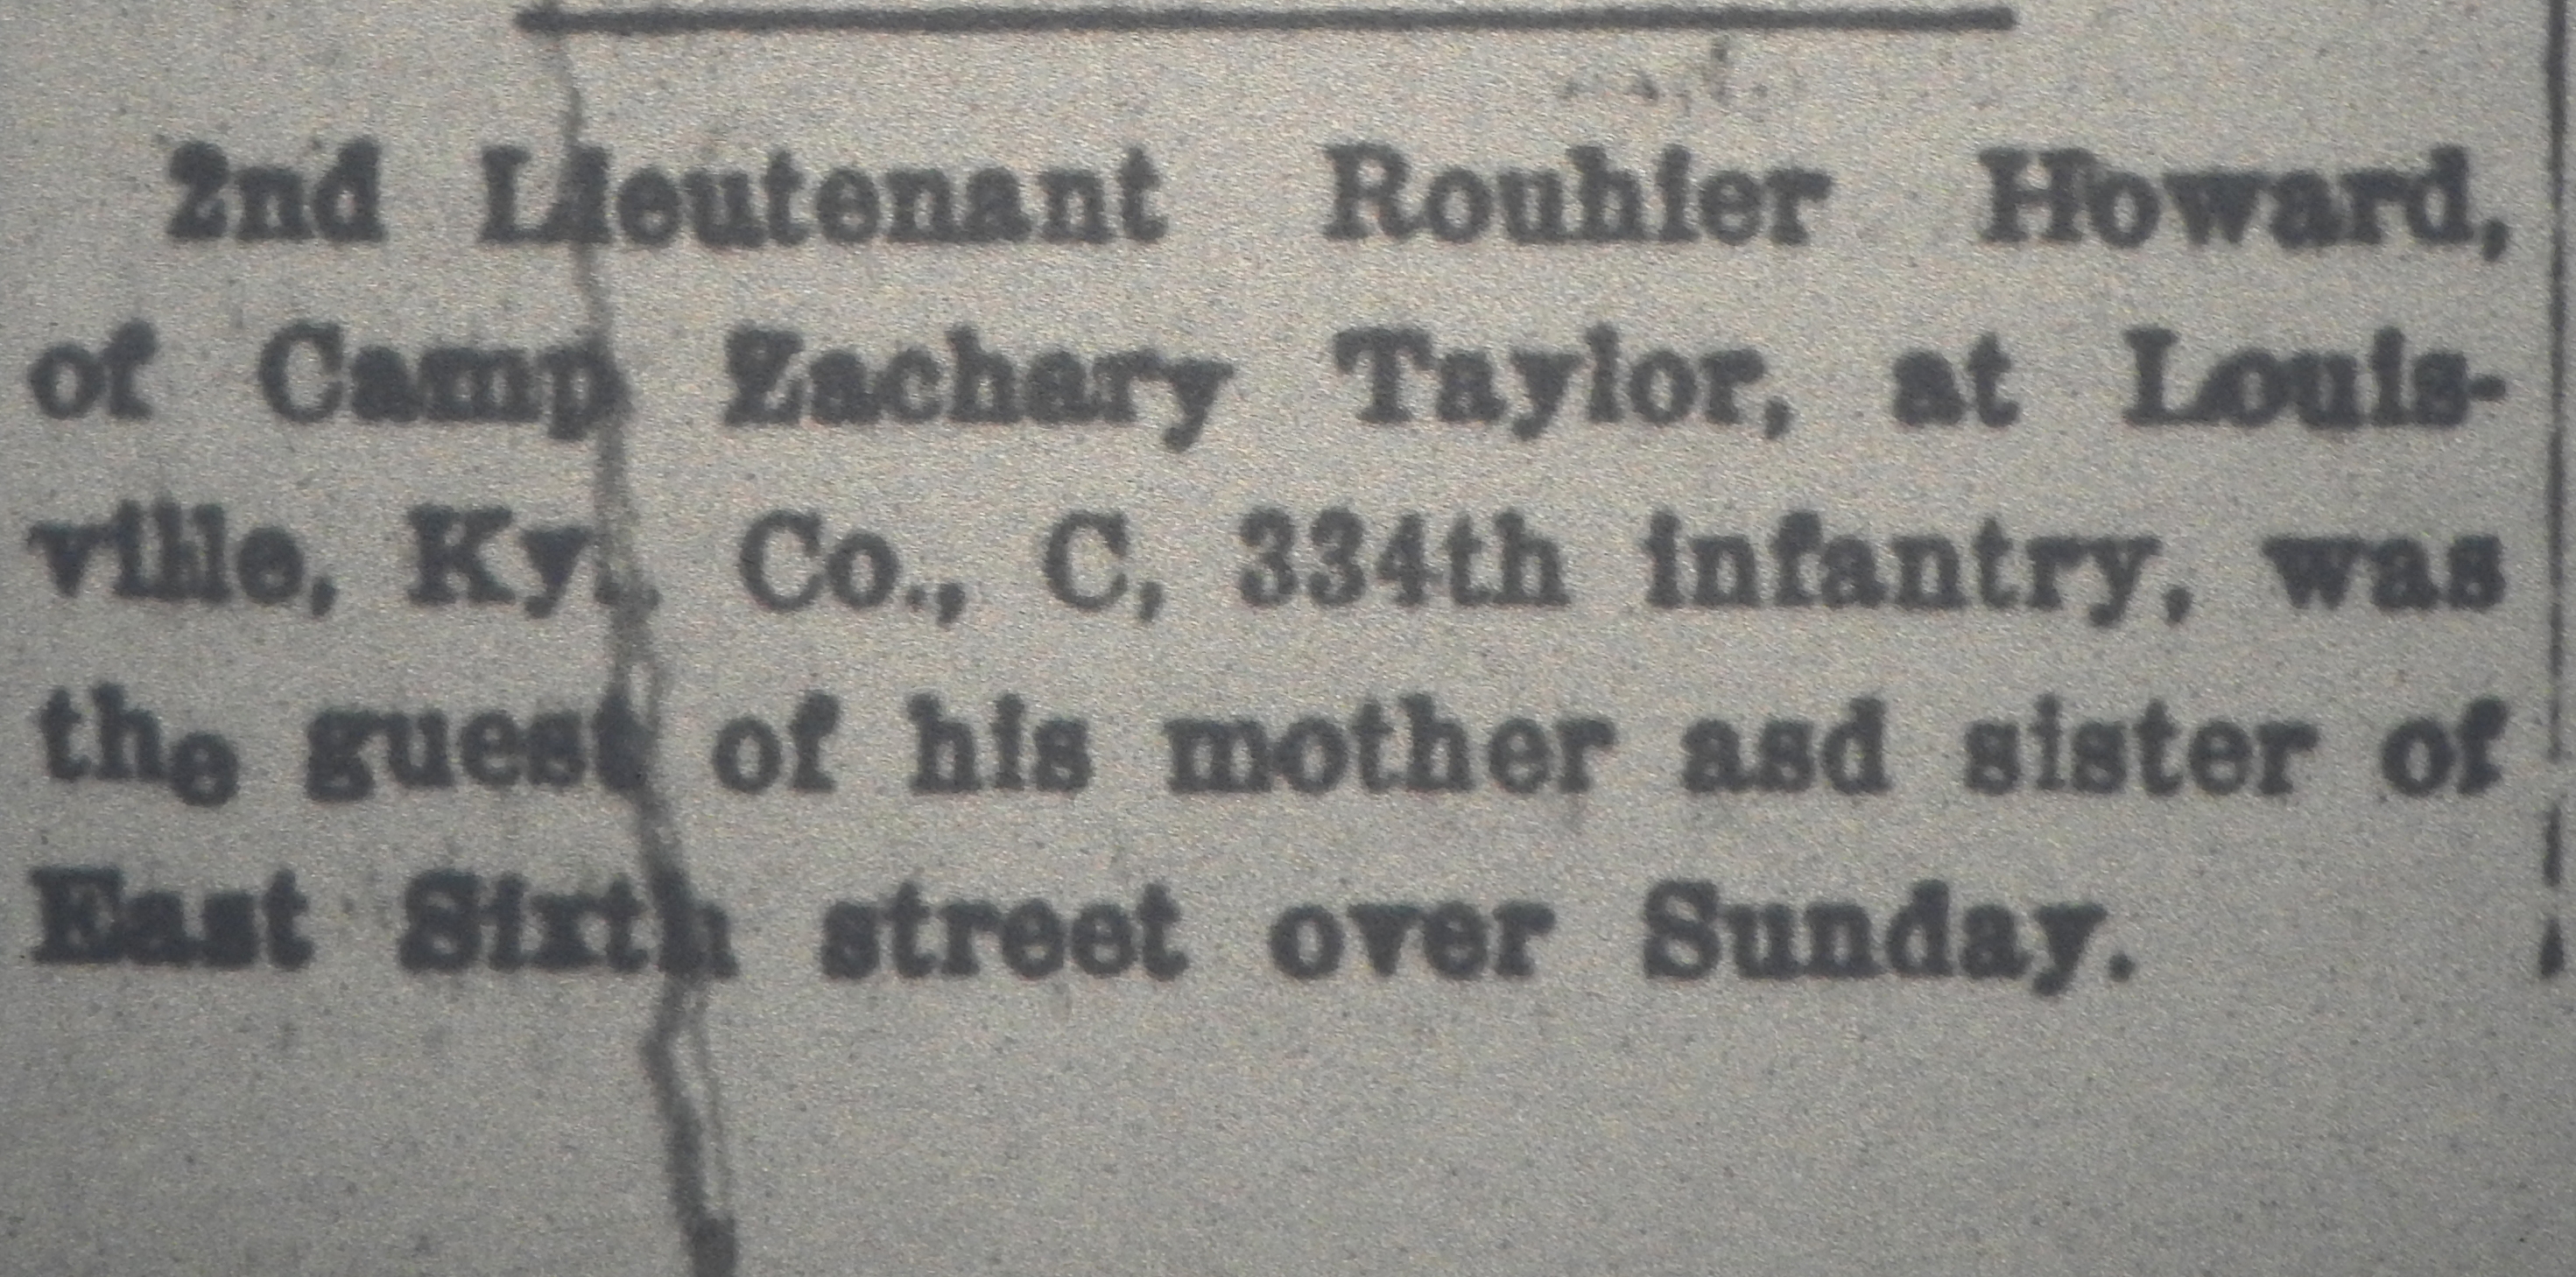 2nd Lieutenant Rouhier Howard,
of Camp Zachary Taylor, at Louis-
ville, Ky., Co., C, 334th infantry, was
the guest of his mother asd sister of
East Sixth street over Sunday.